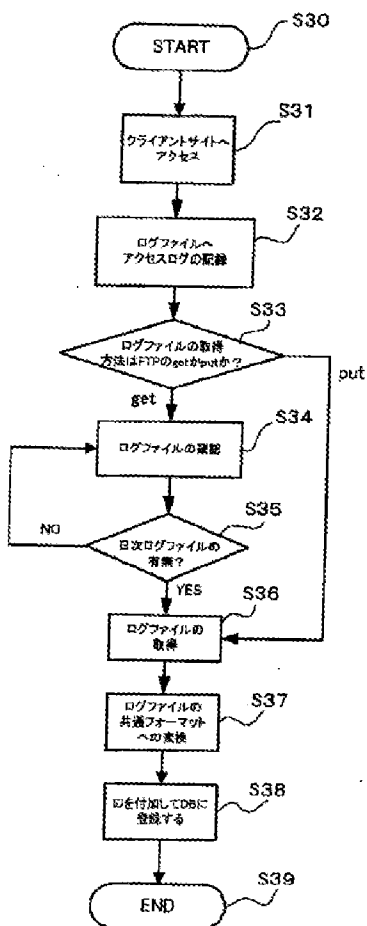 S30
START
S31
クライアントサイトへ
アクセス
S32
ログファイルへ
アクセスログの記録
S33
ログファイルの取得
方法はFTPのgetかputか?
put
get
S34
ログファイルの確認
S35
NO
日次ログファイルの
有無?
YES
S36
ログファイルの
取得
S37
ログファイルの
共通フォーマット
への変換
S38
IDを付加してDBに
登録する
S39
END